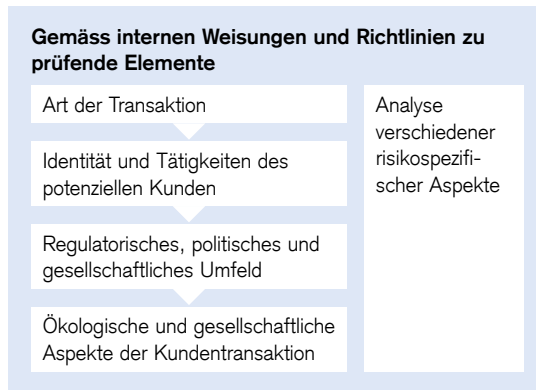 Gemäss internen Weisungen und Richtlinien zu
prüfende Elemente
Art der Transaktion
Identität und Tätigkeiten des
potenziellen Kunden
Regulatorisches, politisches und
gesellschaftliches Umfeld
Ökologische und gesellschaftliche
Aspekte der Kundentransaktion
Analyse
verschiedener
risikospezifi-
scher Aspekte